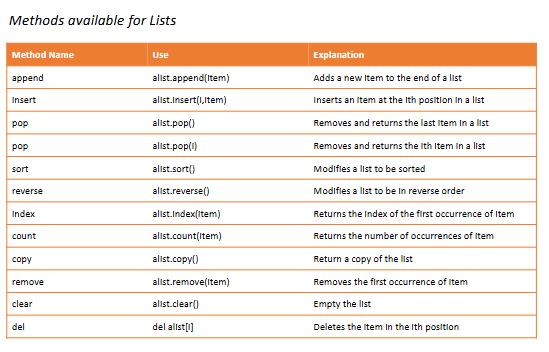 Methods available for Lists
Method Name Use Explanation
append alist.append(item) Adds a new item to the end of a list
insert alist.insert(i,item) Inserts an item at the ith position in a list
pop alist.pop() Removes and returns the last item in a list
pop alist.pop(i) Removes and returns the ith item in a list
sort alist.sort() Modifies a list to be sorted
reverse alist.reverse() Modifies a list to be in reverse order
index alist.index(item) Returns the index of the first occurrence of item
count alist.count(item) Returns the number of occurrences of item
copy alist.copy() Return a copy of the list
remove alist.remove(item) Removes the first occurrence of item
clear alist.clear() Empty the list
del del alist[i] Deletes the item in the ith position